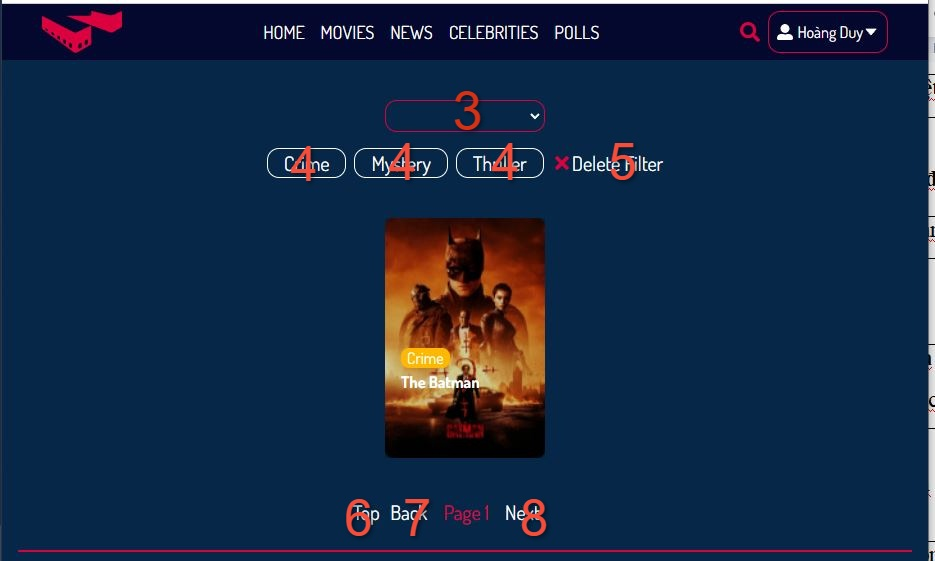 HOME MOVIES NEWS CELEBRITIES POLLS Hoàng Duy
3
Crime Mystery Thriller Delete Filter
4 4 4 5
Crime
The Batman
BATMAN
Top Back Page 1 Next
6 7 8